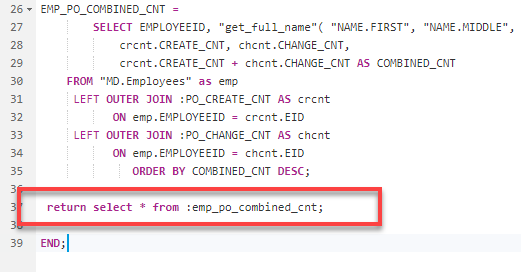 26 EMP_PO_COMBINED_CNT =
27 SELECT EMPLOYEEID, "get_full_name"( "NAME.FIRST", "NAME.MIDDLE",
28 crcnt.CREATE_CNT, chcnt.CHANGE_CNT,
29 crcnt.CREATE_CNT + chcnt.CHANGE_CNT AS COMBINED_CNT
30 FROM "MD.Employees" as emp
31 LEFT OUTER JOIN :PO_CREATE_CNT AS crcnt
32 ON emp.EMPLOYEEID = crcnt.EID
33 LEFT OUTER JOIN :PO_CHANGE_CNT AS chcnt
34 ON emp.EMPLOYEEID = chcnt.EID
35 ORDER BY COMBINED_CNT DESC;
36
37 return select * from :emp_po_combined_cnt;
38
39 END;